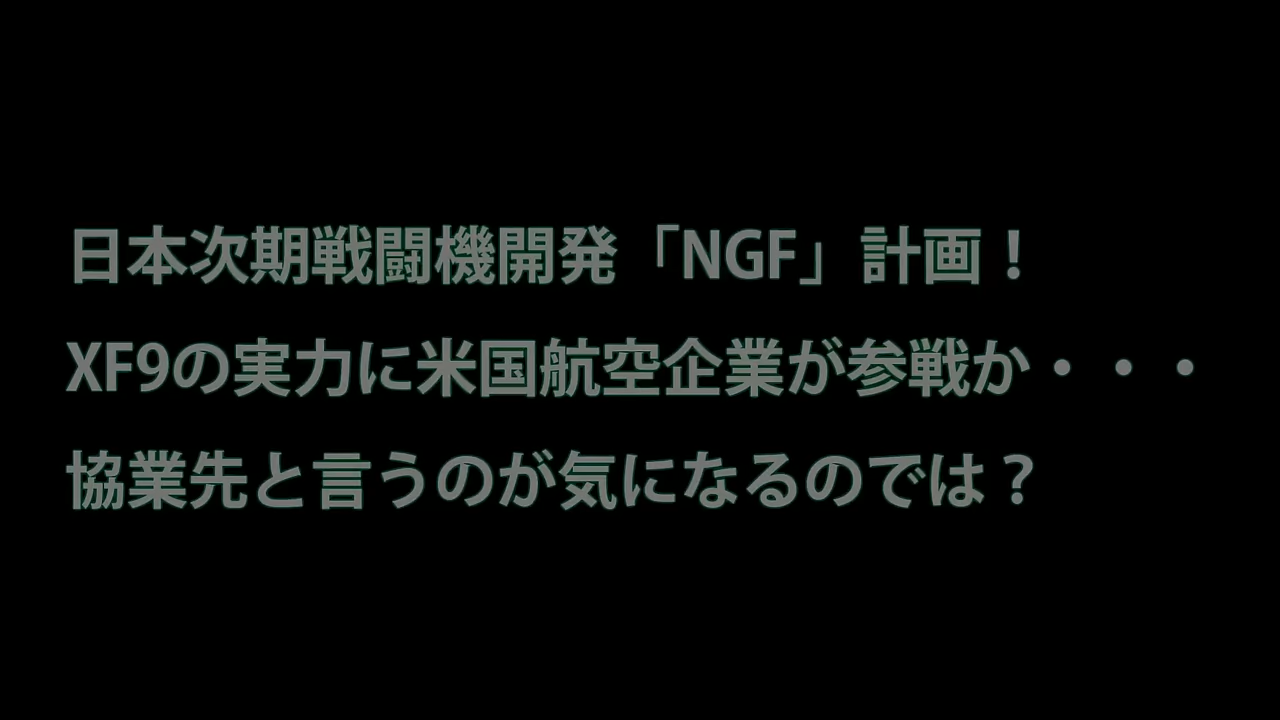 日本次期戦闘機開発「NGF」計画！
XF9の実力に米国航空企業が参戦か・・・
協業先と言うのが気になるのでは？